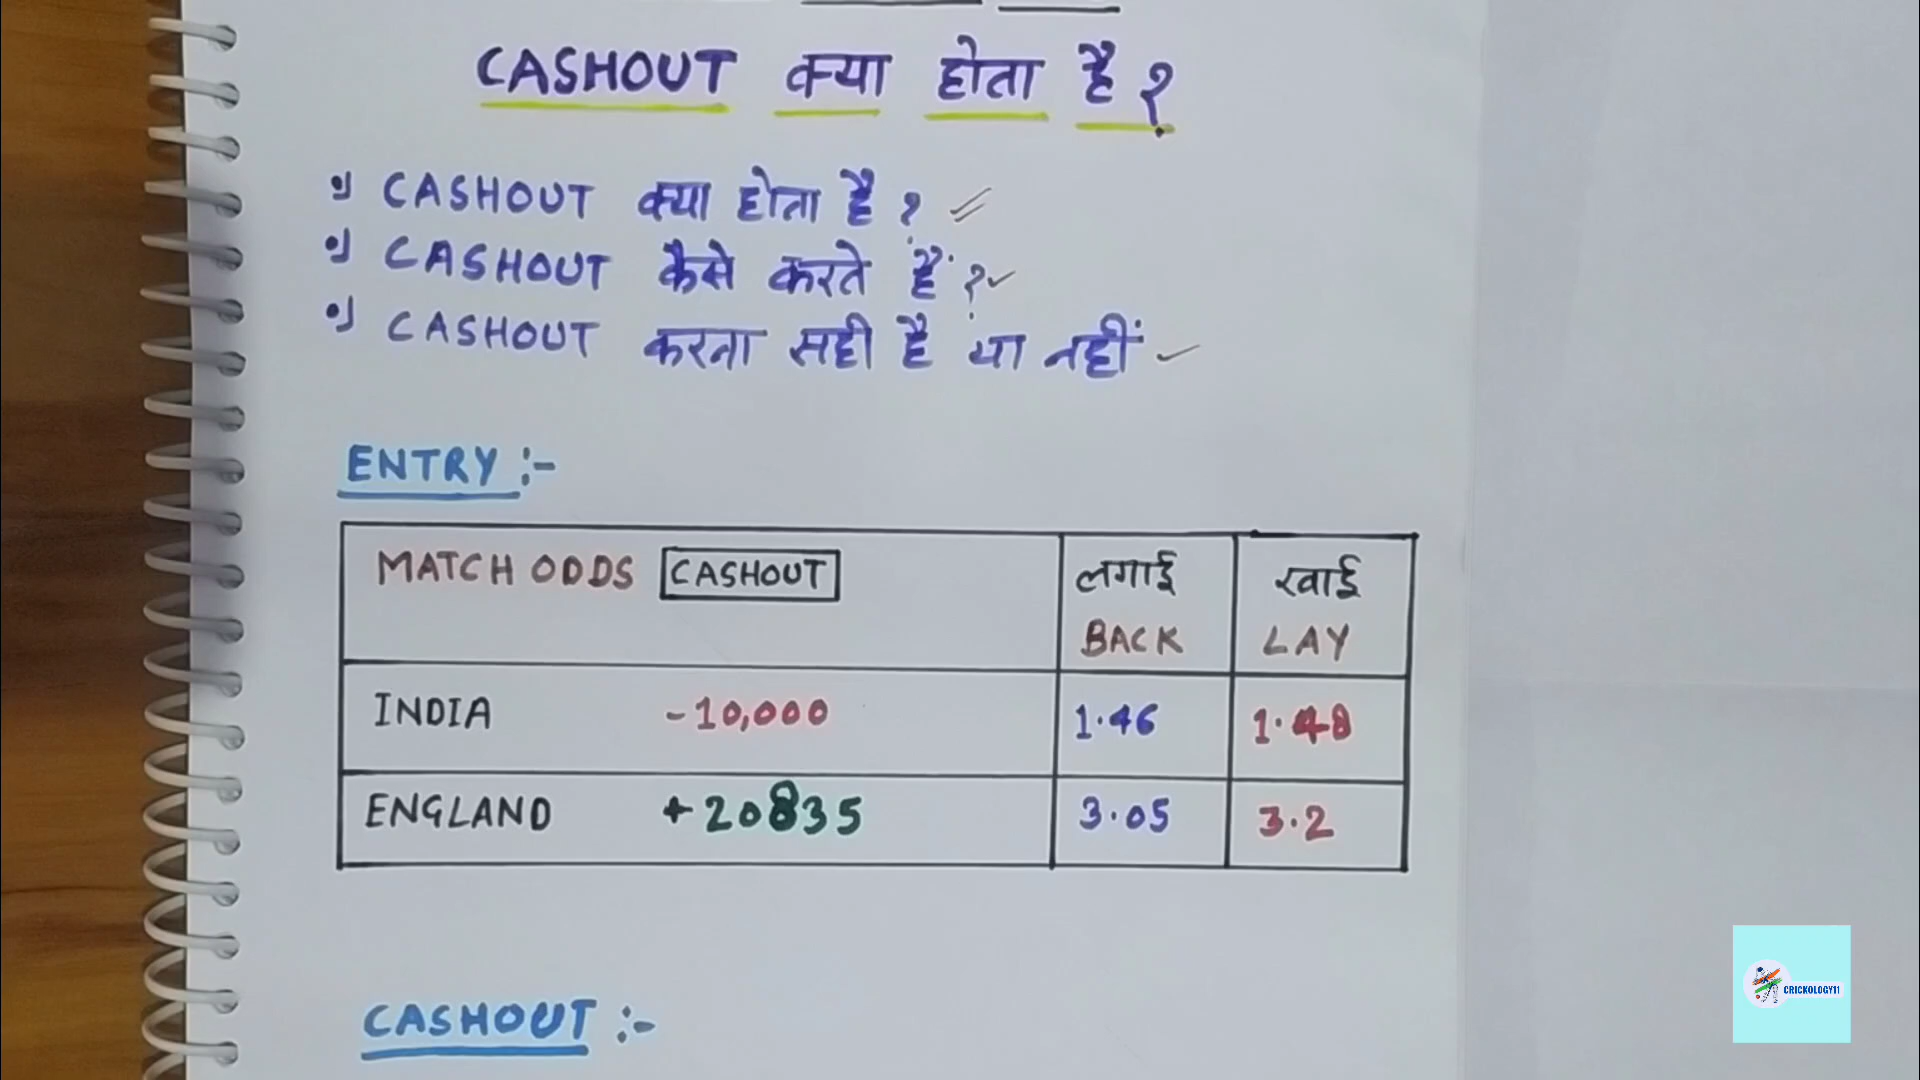 CASHOUT क्या होता है?
CASHOUT क्या होता है?
CASHOUT कैसे करते हैं?
CASHOUT करना सही है या नहीं
ENTRY :-
MATCH ODDS CASHOUT लगाई BACK खाई LAY
INDIA -10,000 1.46 1.48
ENGLAND +20835 3.05 3.2
CASHOUT :-
CRICKOLOGY11